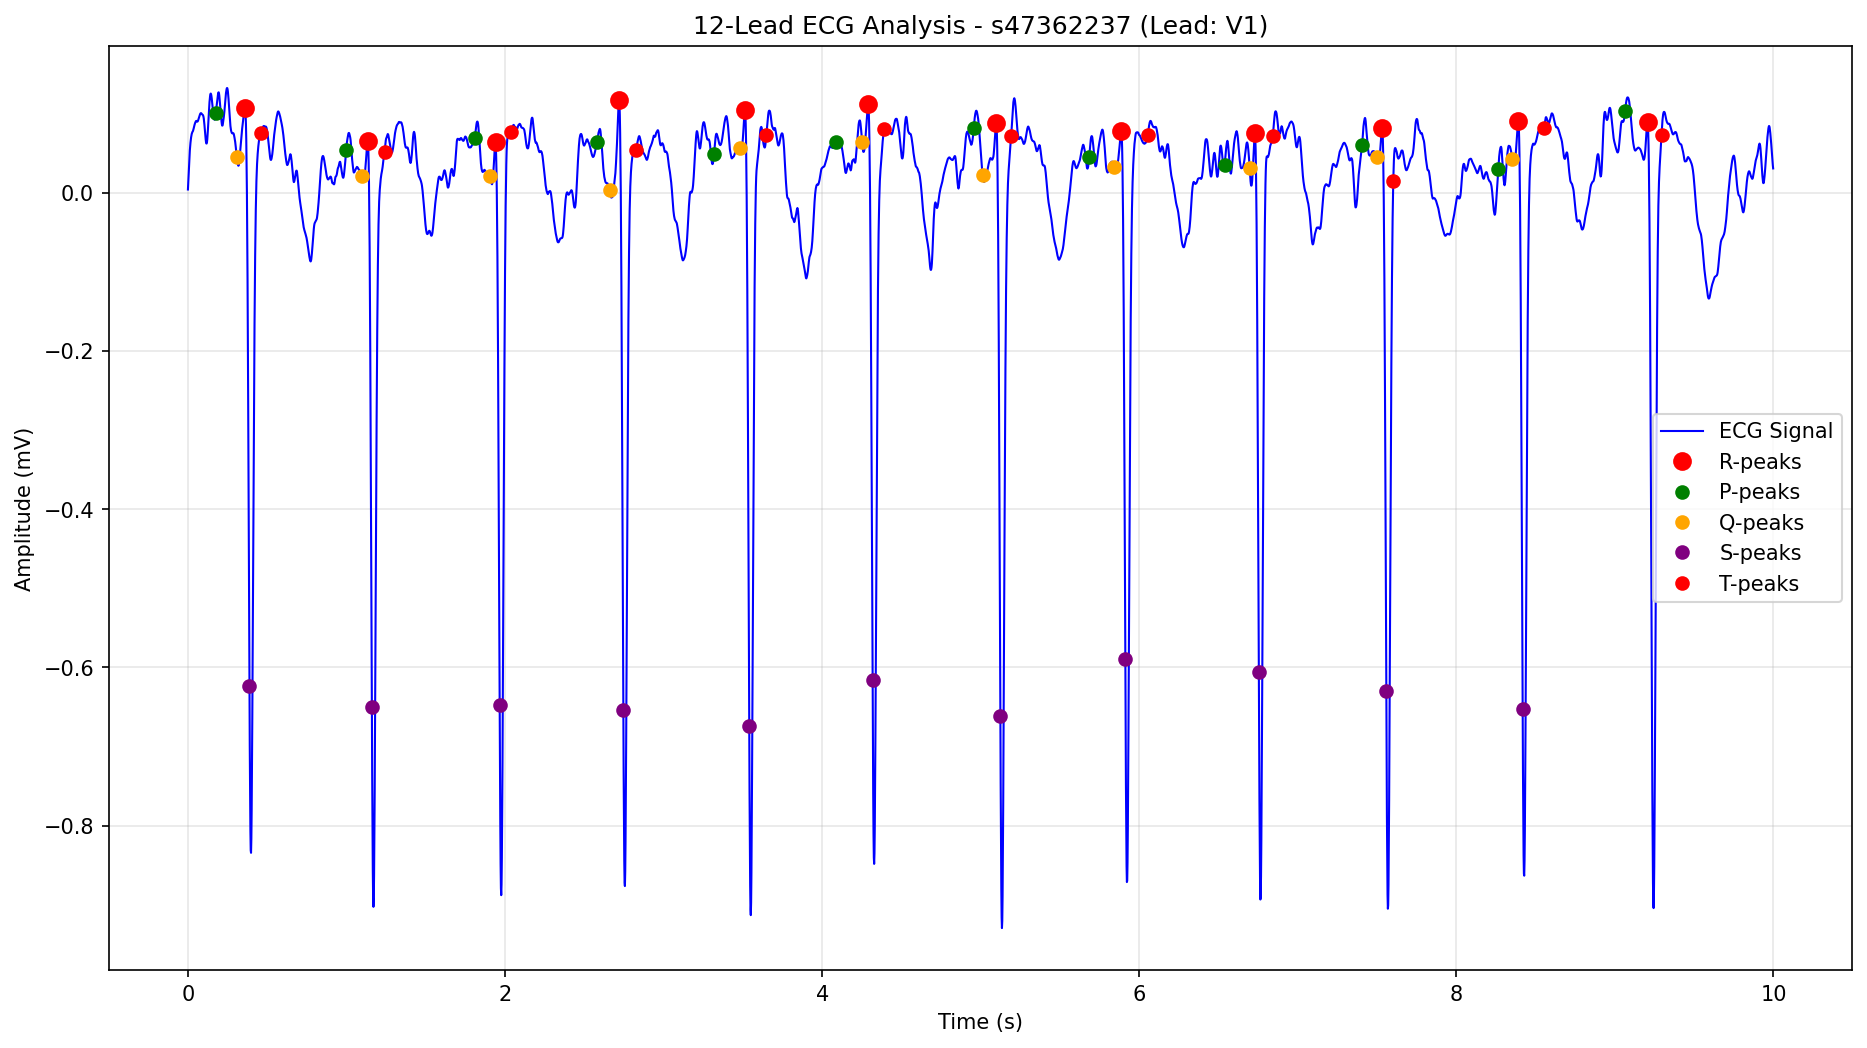 12-Lead ECG Analysis - s47362237 (Lead: V1)
0.0
−0.2
−0.4
−0.6
−0.8
Amplitude (mV)
ECG Signal
R-peaks
P-peaks
Q-peaks
S-peaks
T-peaks
0 2 4 6 8 10
Time (s)